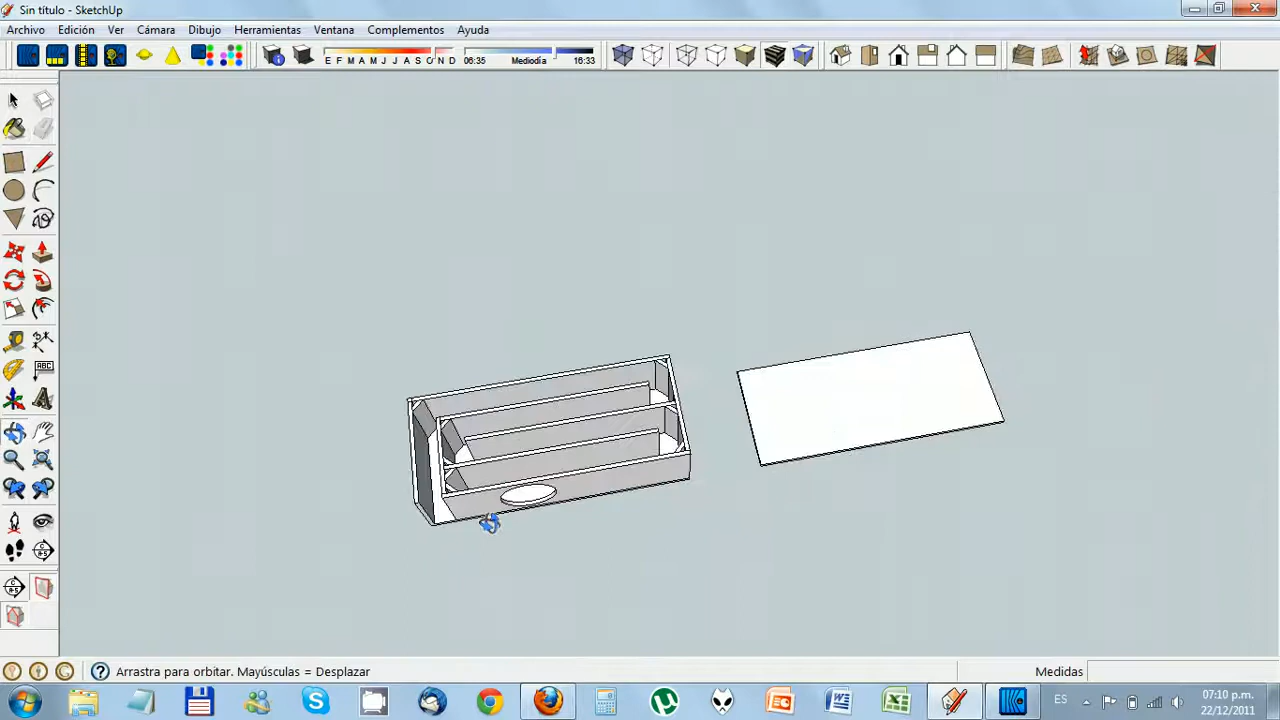 Sin título - SketchUp
Archivo Edición Ver Cámara Dibujo Herramientas Ventana Complementos Ayuda
E F M A M J J A S O N D 06:35 Mediodía 16:33
ABC
Arrastra para orbitar. Mayúsculas = Desplazar Medidas
ES 07:10 p.m.
22/12/2011